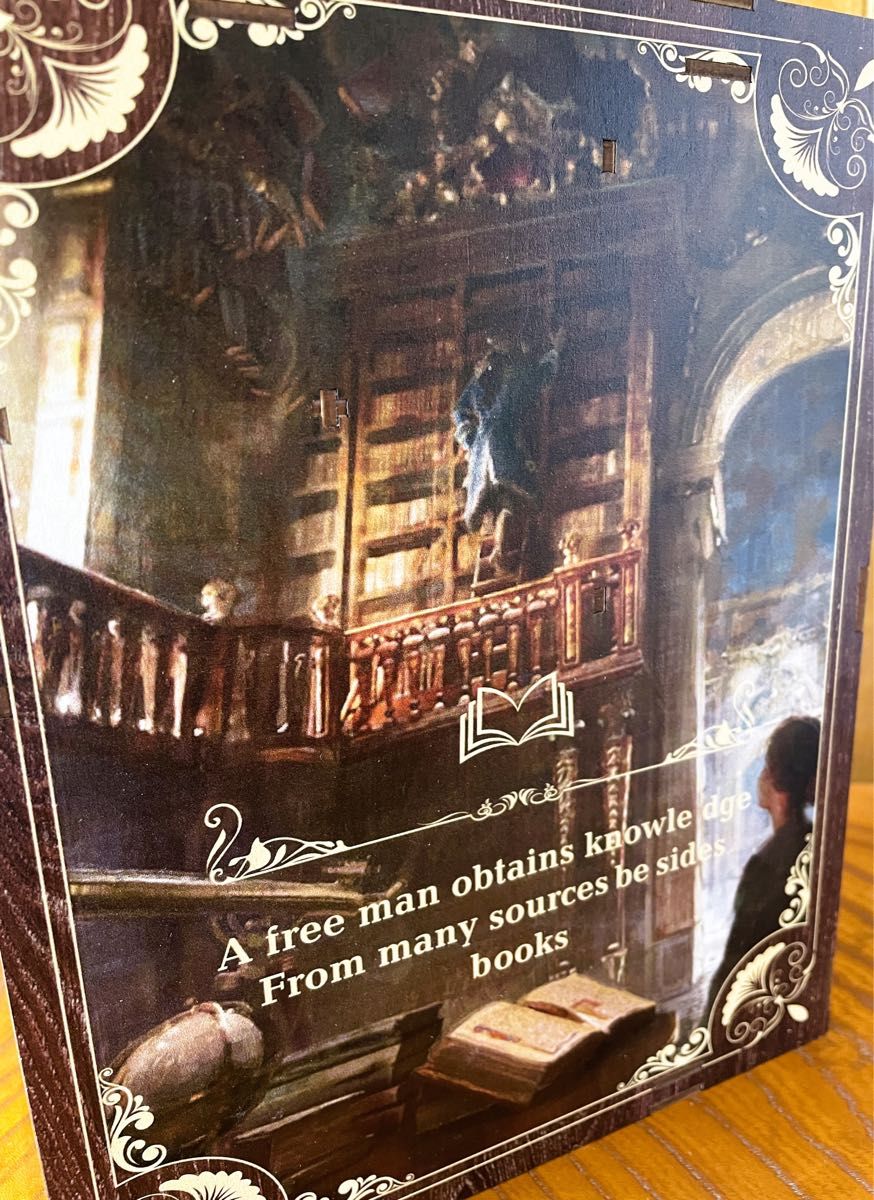 A free man obtains knowle dge
From many sources be sides
books